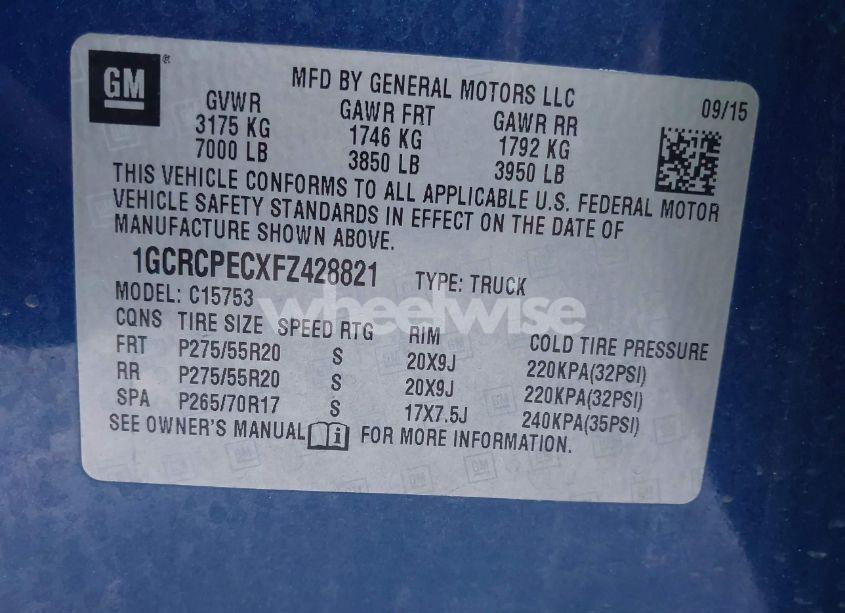 GM
MFD BY GENERAL MOTORS LLC
09/15
GVWR GAWR FRT GAWR RR
3175 KG 1746 KG 1792 KG
7000 LB 3850 LB 3950 LB
THIS VEHICLE CONFORMS TO ALL APPLICABLE U.S. FEDERAL MOTOR
VEHICLE SAFETY STANDARDS IN EFFECT ON THE DATE OF
MANUFACTURE SHOWN ABOVE.
1GCRCPECXFZ428821 TYPE: TRUCK
MODEL: C15753
wheelwise
CQNS TIRE SIZE SPEED RTG RIM COLD TIRE PRESSURE
FRT P275/55R20 S 20X9J 220KPA(32PSI)
RR P275/55R20 S 20X9J 220KPA(32PSI)
SPA P265/70R17 S 17X7.5J 240KPA(35PSI)
SEE OWNER'S MANUAL FOR MORE INFORMATION.